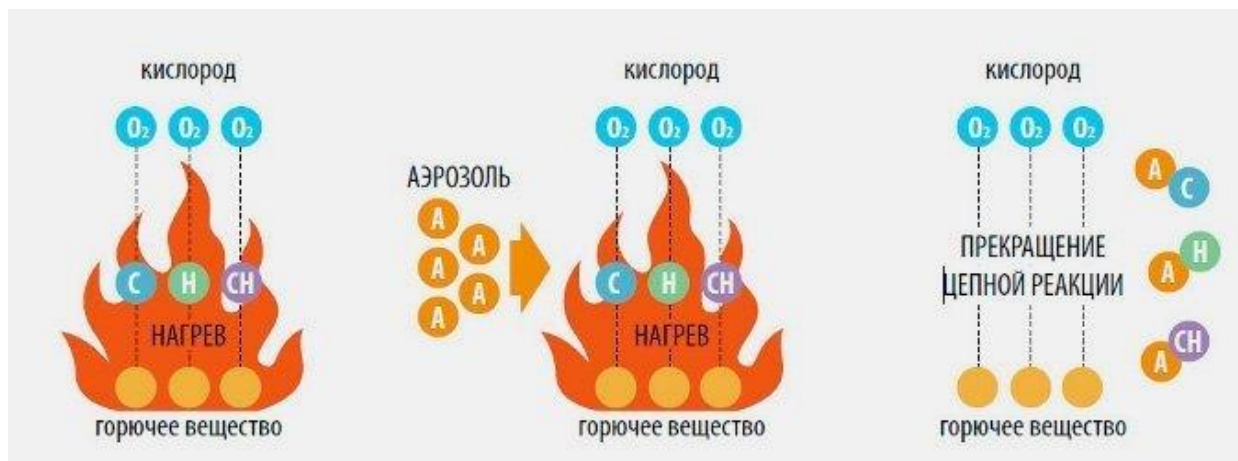 кислород
O₂ O₂ O₂
C H CH
НАГРЕВ
горючее вещество
АЭРОЗОЛЬ
A
A
A
A
A
кислород
O₂ O₂ O₂
C H CH
НАГРЕВ
горючее вещество
кислород
O₂ O₂ O₂
ПРЕКРАЩЕНИЕ
ЦЕПНОЙ РЕАКЦИИ
горючее вещество
A C
A H
A CH